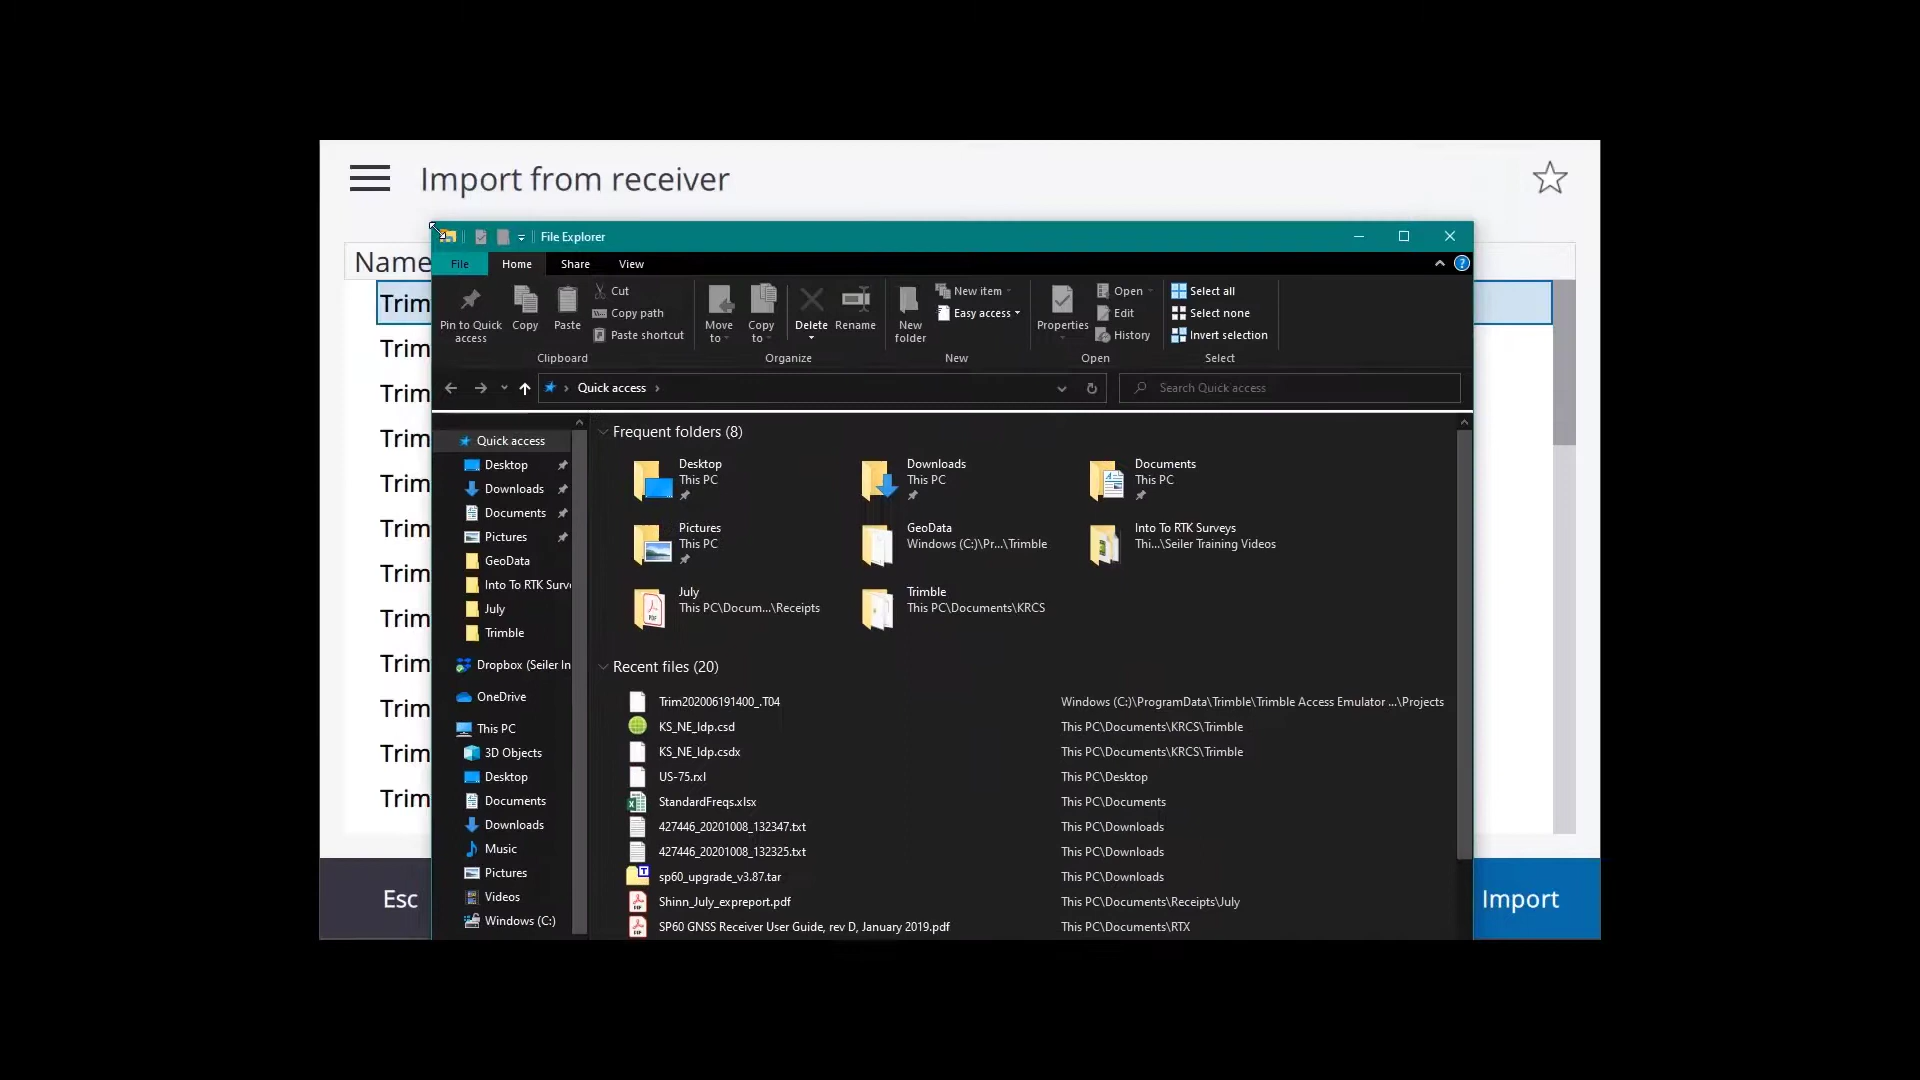 Import from receiver
File Explorer
File Home Share View
Name
Trim
Trim
Trim
Trim
Trim
Trim
Trim
Trim
Trim
Trim
Trim
Trim
Pin to Quick access
Copy
Paste
Cut
Copy path
Paste shortcut
Clipboard
Move to
Copy to
Delete
Rename
Organize
New folder
New item
Easy access
New
Properties
Open
Edit
History
Open
Select all
Select none
Invert selection
Select
Quick access
Search Quick access
Quick access
Desktop
Downloads
Documents
Pictures
GeoData
Into To RTK Surve
July
Trimble
Dropbox (Seiler In
OneDrive
This PC
3D Objects
Desktop
Documents
Downloads
Music
Pictures
Videos
Windows (C:)
Frequent folders (8)
Desktop
This PC
Downloads
This PC
Documents
This PC
Pictures
This PC
GeoData
Windows (C:)\Pr...\Trimble
Into To RTK Surveys
Thi...\Seiler Training Videos
July
This PC\Docum...\Receipts
Trimble
This PC\Documents\KRCS
Recent files (20)
Trim202006191400_.T04 Windows (C:)\ProgramData\Trimble\Trimble Access Emulator ...\Projects
KS_NE_ldp.csd This PC\Documents\KRCS\Trimble
KS_NE_ldp.csdx This PC\Documents\KRCS\Trimble
US-75.rxl This PC\Desktop
StandardFreqs.xlsx This PC\Documents
427446_20201008_132347.txt This PC\Downloads
427446_20201008_132325.txt This PC\Downloads
sp60_upgrade_v3.87.tar This PC\Downloads
Shinn_July_expreport.pdf This PC\Documents\Receipts\July
SP60 GNSS Receiver User Guide, rev D, January 2019.pdf This PC\Documents\RTX
Esc
Import